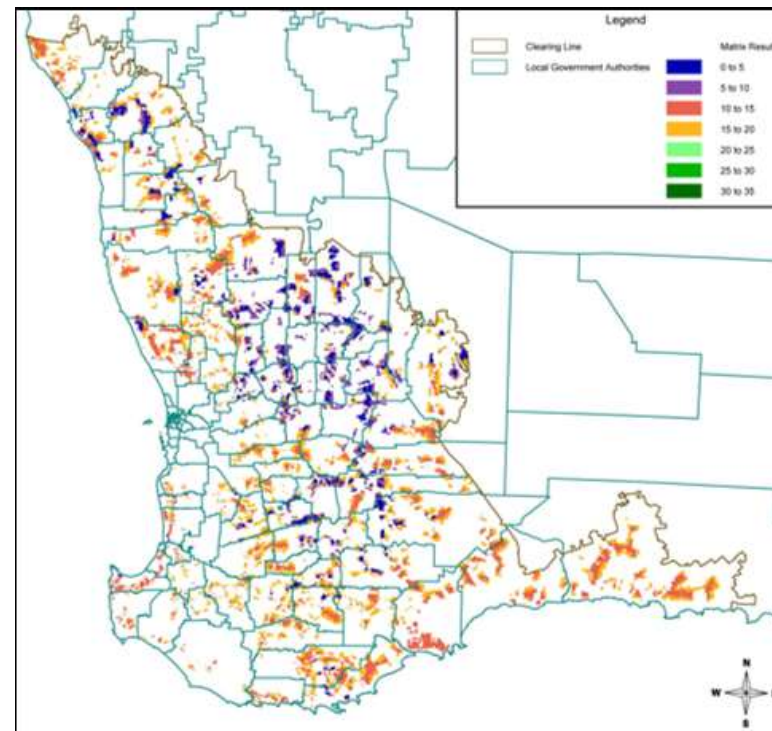 Legend
Clearing Line
Local Government Authorities
Matrix Resul
0 to 5
5 to 10
10 to 15
15 to 20
20 to 25
25 to 30
30 to 35
N
W
S